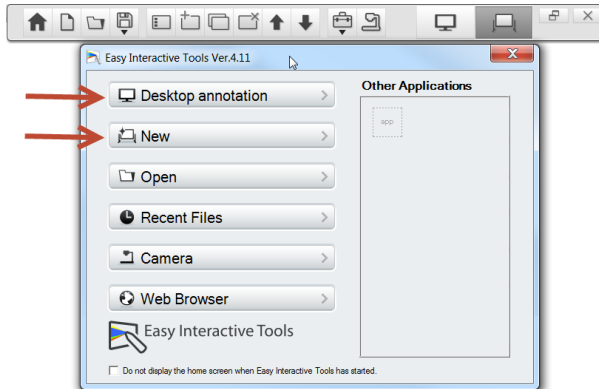 Easy Interactive Tools Ver.4.11
Desktop annotation
New
Open
Recent Files
Camera
Web Browser
Easy Interactive Tools
Do not display the home screen when Easy Interactive Tools has started.
Other Applications
app